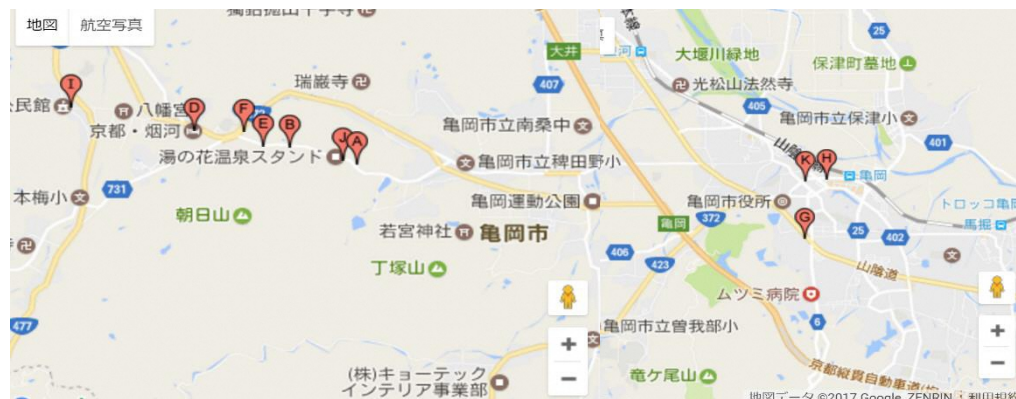 地図 航空写真
瑞巌寺
八幡宮
京都・烟河
湯の花温泉スタンド
本梅小
731
朝日山
407
亀岡市立南桑中
亀岡市立稗田野小
亀岡運動公園
若宮神社
亀岡市
丁塚山
477
(株)キョーテック
インテリア事業部
I
D
F
E
B
J
A
+
−
大井
大堰川緑地
25
保津町墓地
光松山法然寺
405
亀岡市立保津小
401
K
H
亀岡
亀岡市役所
トロッコ亀岡
馬堀
亀岡
372
G
25
402
406
423
山陰道
ムツミ病院
亀岡市立曽我部小
6
竜ケ尾山
京都縦貫自動車道
+
−
地図データ ©2017 Google, ZENRIN
利用規約